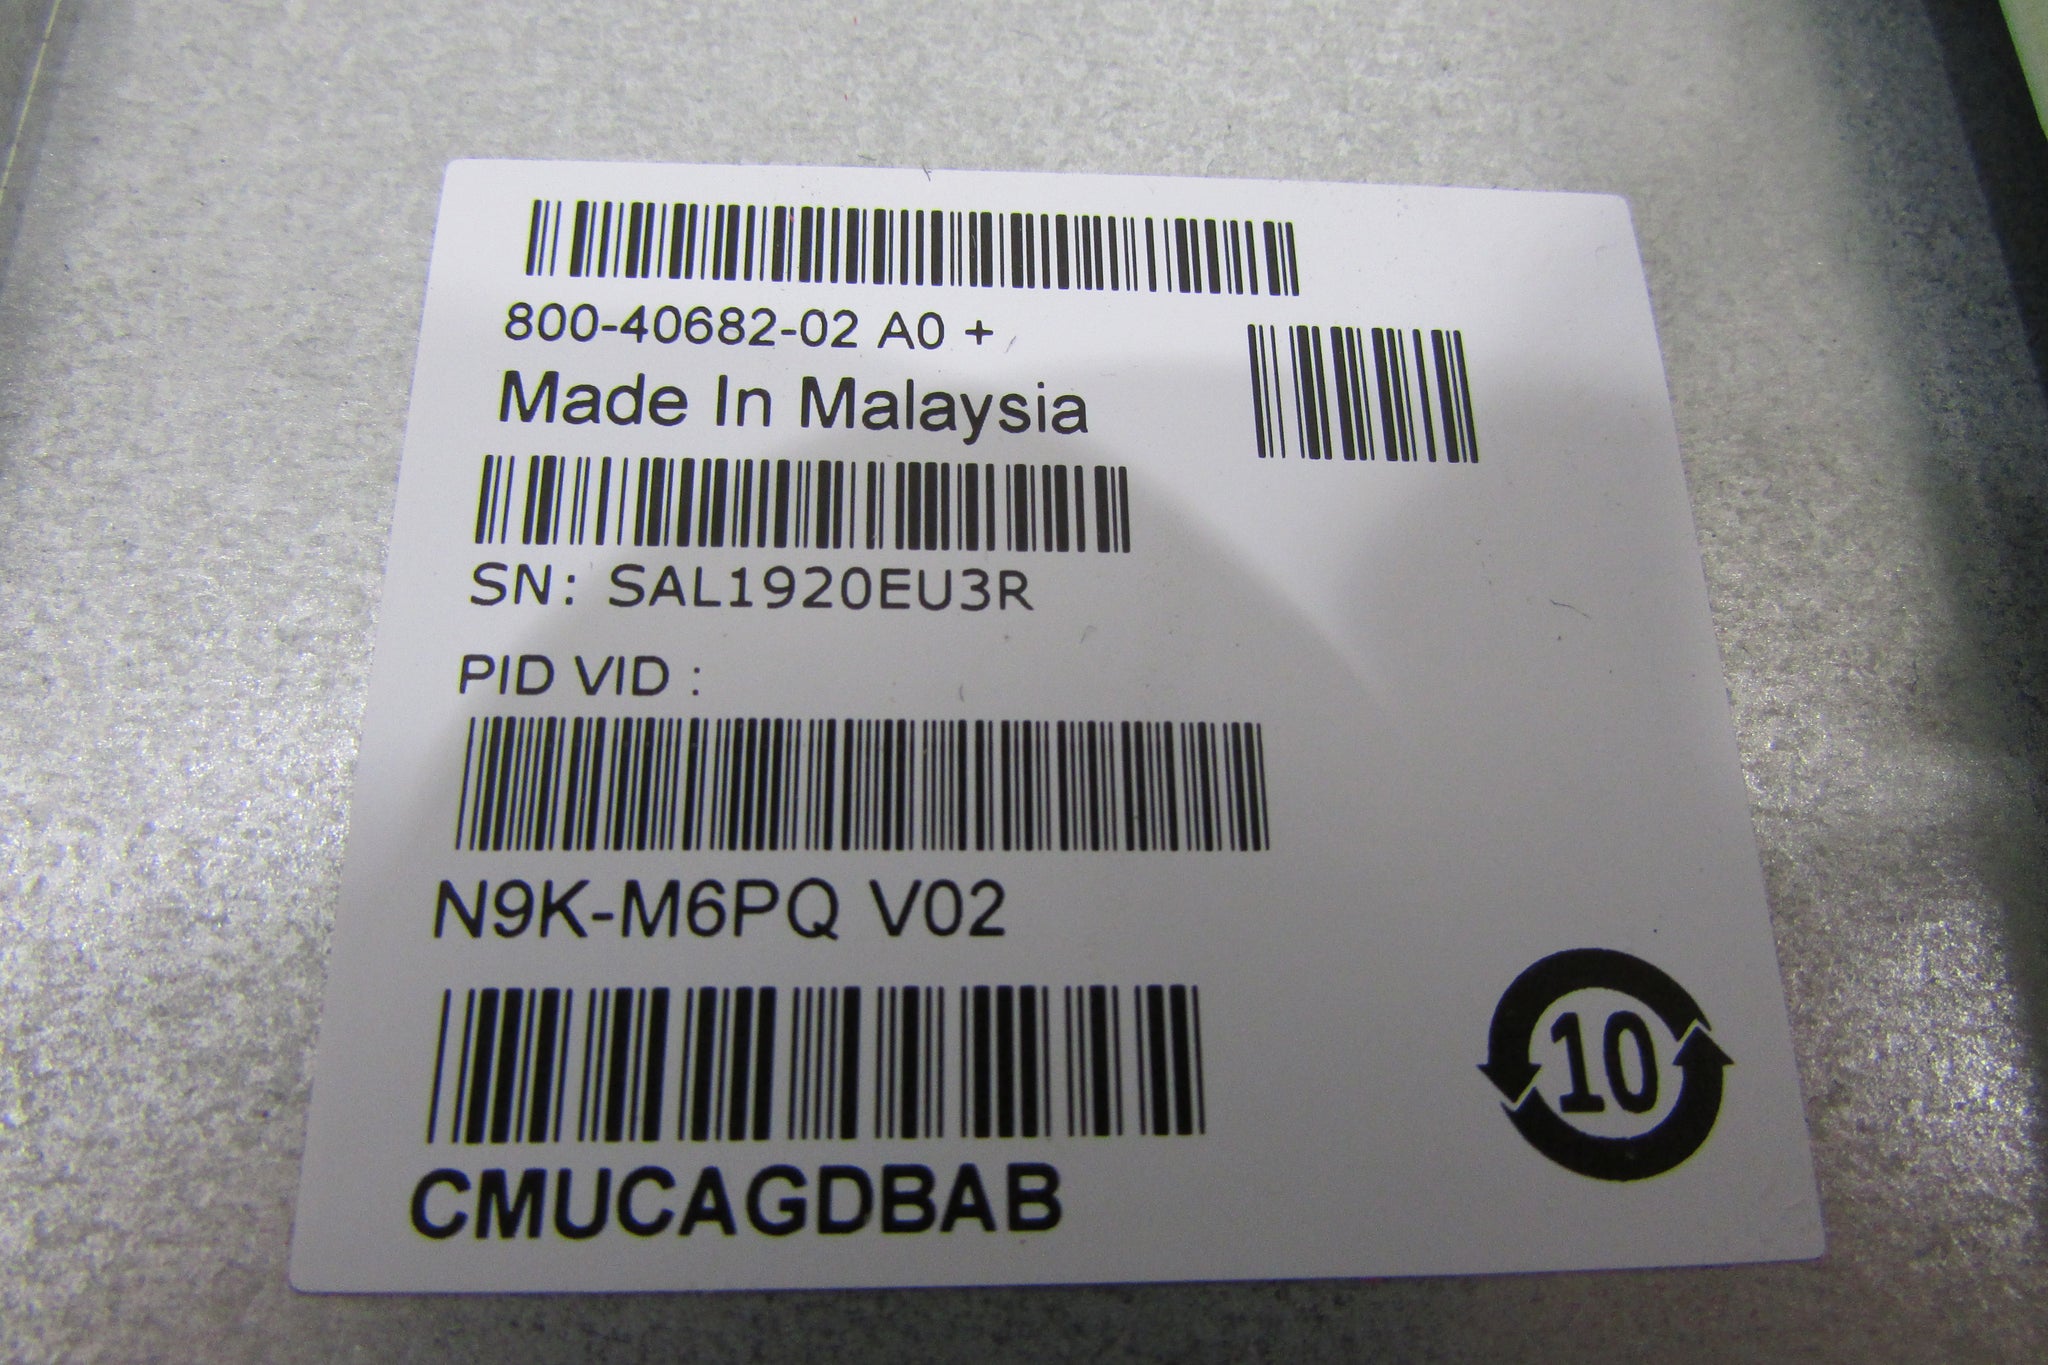 800-40682-02 A0 +
Made In Malaysia
SN: SAL1920EU3R
PID VID :
N9K-M6PQ V02
CMUCAGDBAB
10